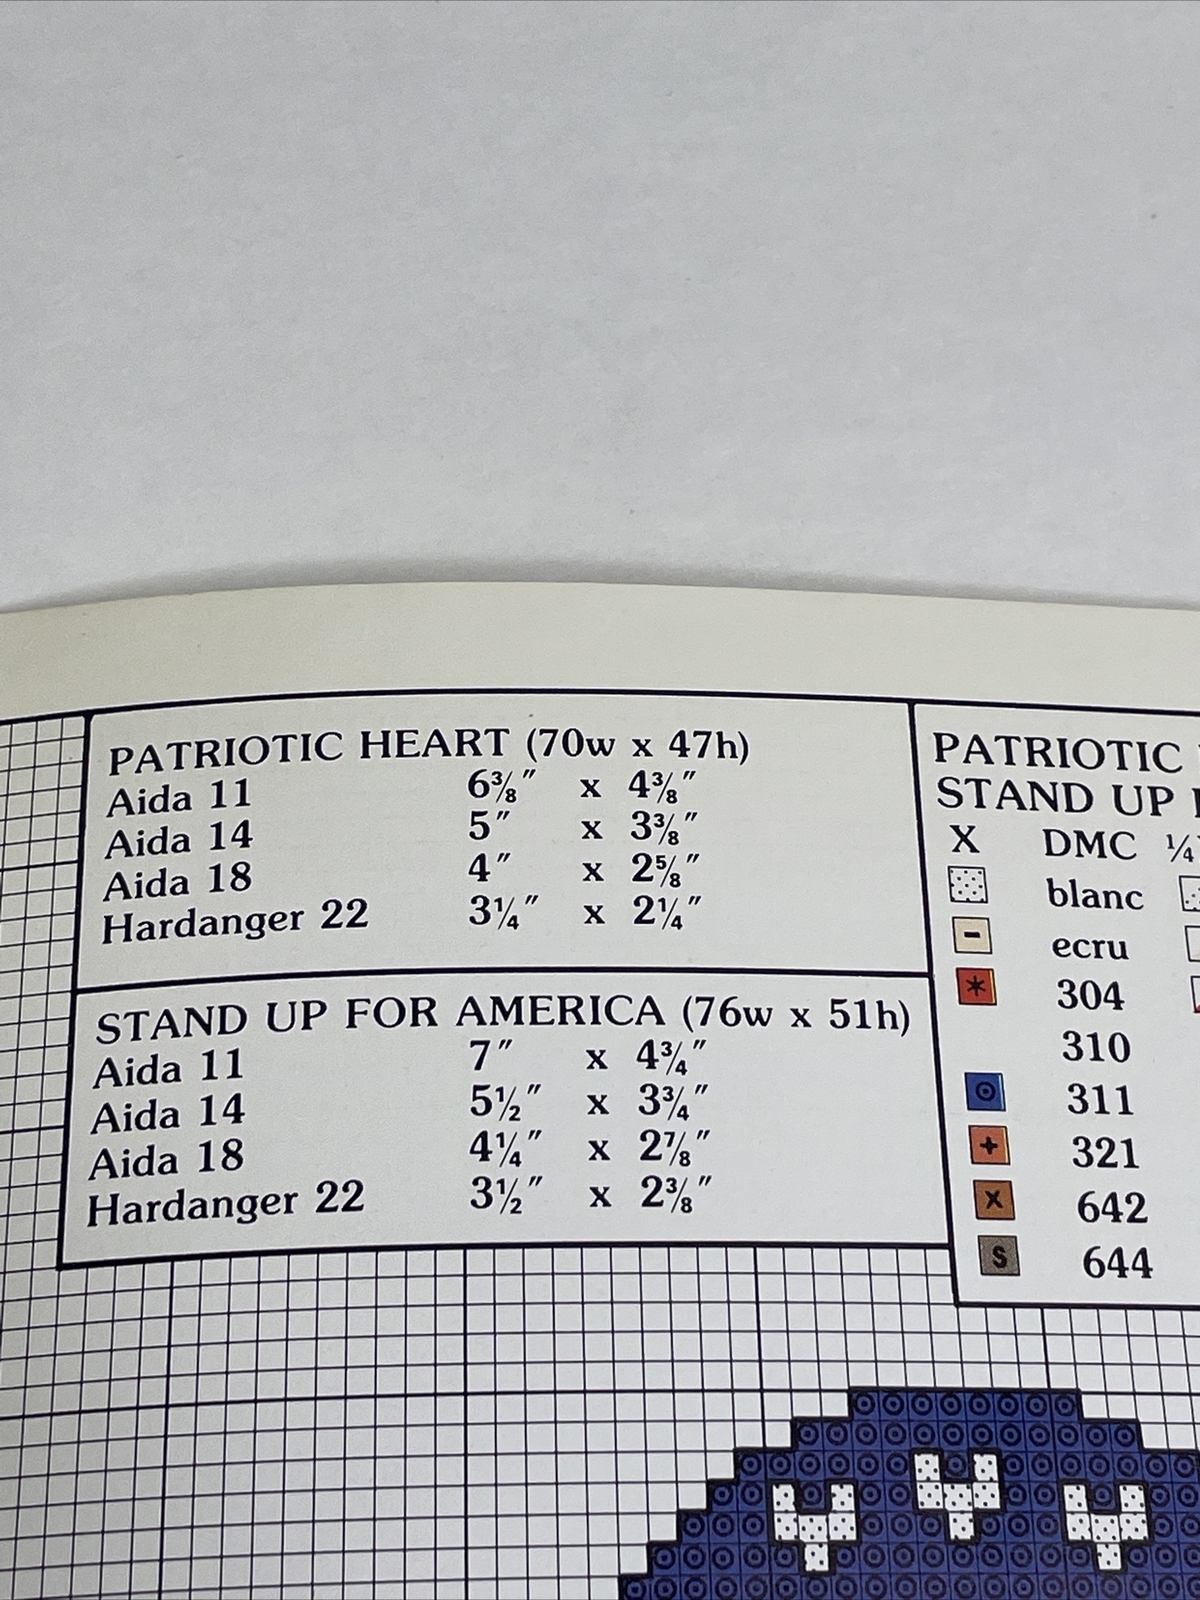 PATRIOTIC HEART (70w x 47h)
Aida 11 6⅜″ x 4⅜″
Aida 14 5″ x 3⅜″
Aida 18 4″ x 2⅝″
Hardanger 22 3¼″ x 2¼″
STAND UP FOR AMERICA (76w x 51h)
Aida 11 7″ x 4¾″
Aida 14 5½″ x 3¾″
Aida 18 4¼″ x 2⅞″
Hardanger 22 3½″ x 2⅜″
PATRIOTIC
STAND UP
X DMC ¼
blanc
- ecru
* 304
310
311
+ 321
X 642
S 644